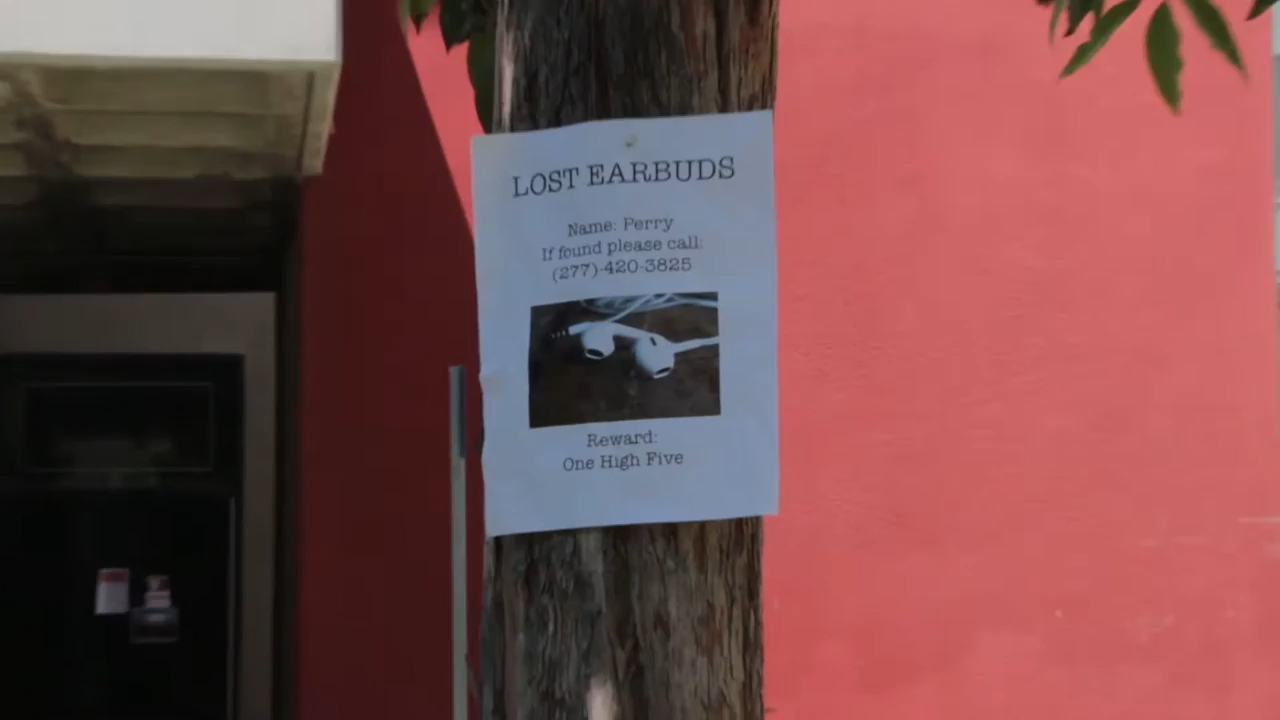 LOST EARBUDS
Name: Perry
If found please call:
(277)-420-3825
Reward:
One High Five